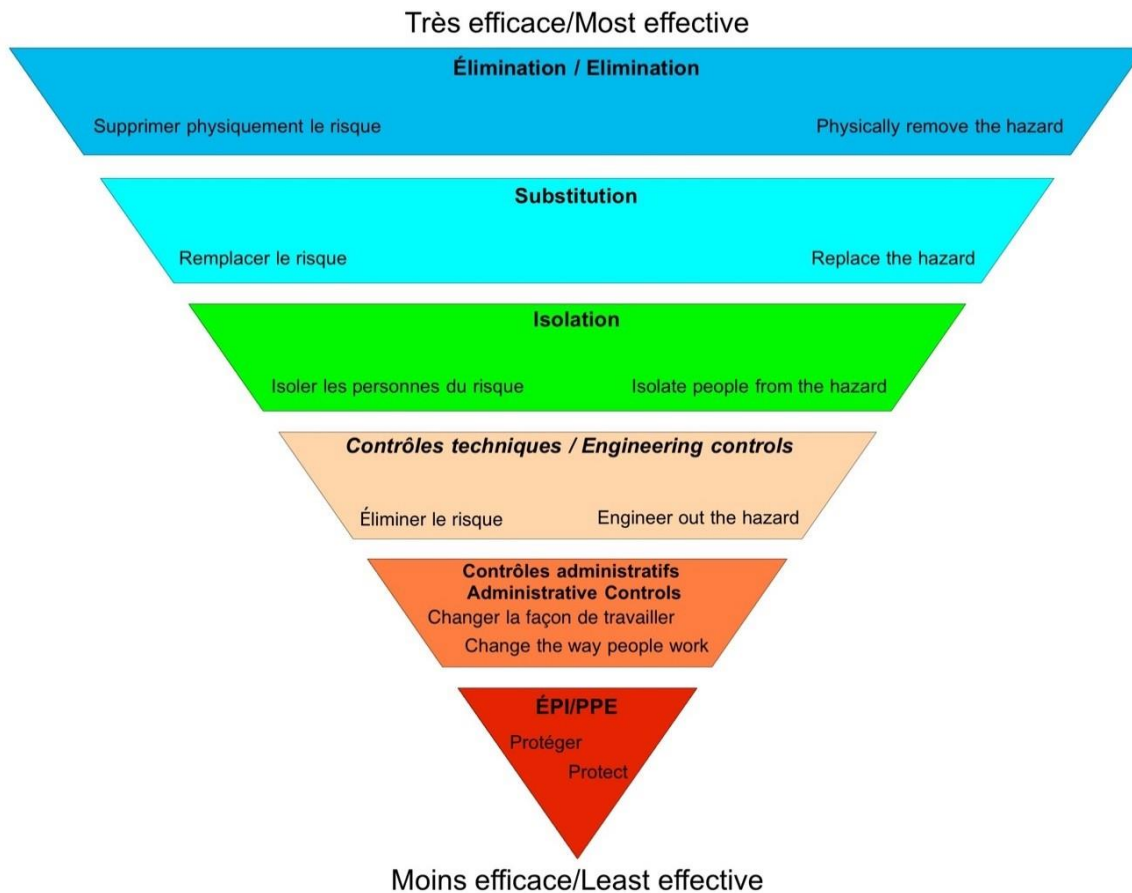 Très efficace/Most effective
Élimination / Elimination
Supprimer physiquement le risque Physically remove the hazard
Substitution
Remplacer le risque Replace the hazard
Isolation
Isoler les personnes du risque Isolate people from the hazard
Contrôles techniques / Engineering controls
Éliminer le risque Engineer out the hazard
Contrôles administratifs
Administrative Controls
Changer la façon de travailler
Change the way people work
ÉPI/PPE
Protéger
Protect
Moins efficace/Least effective